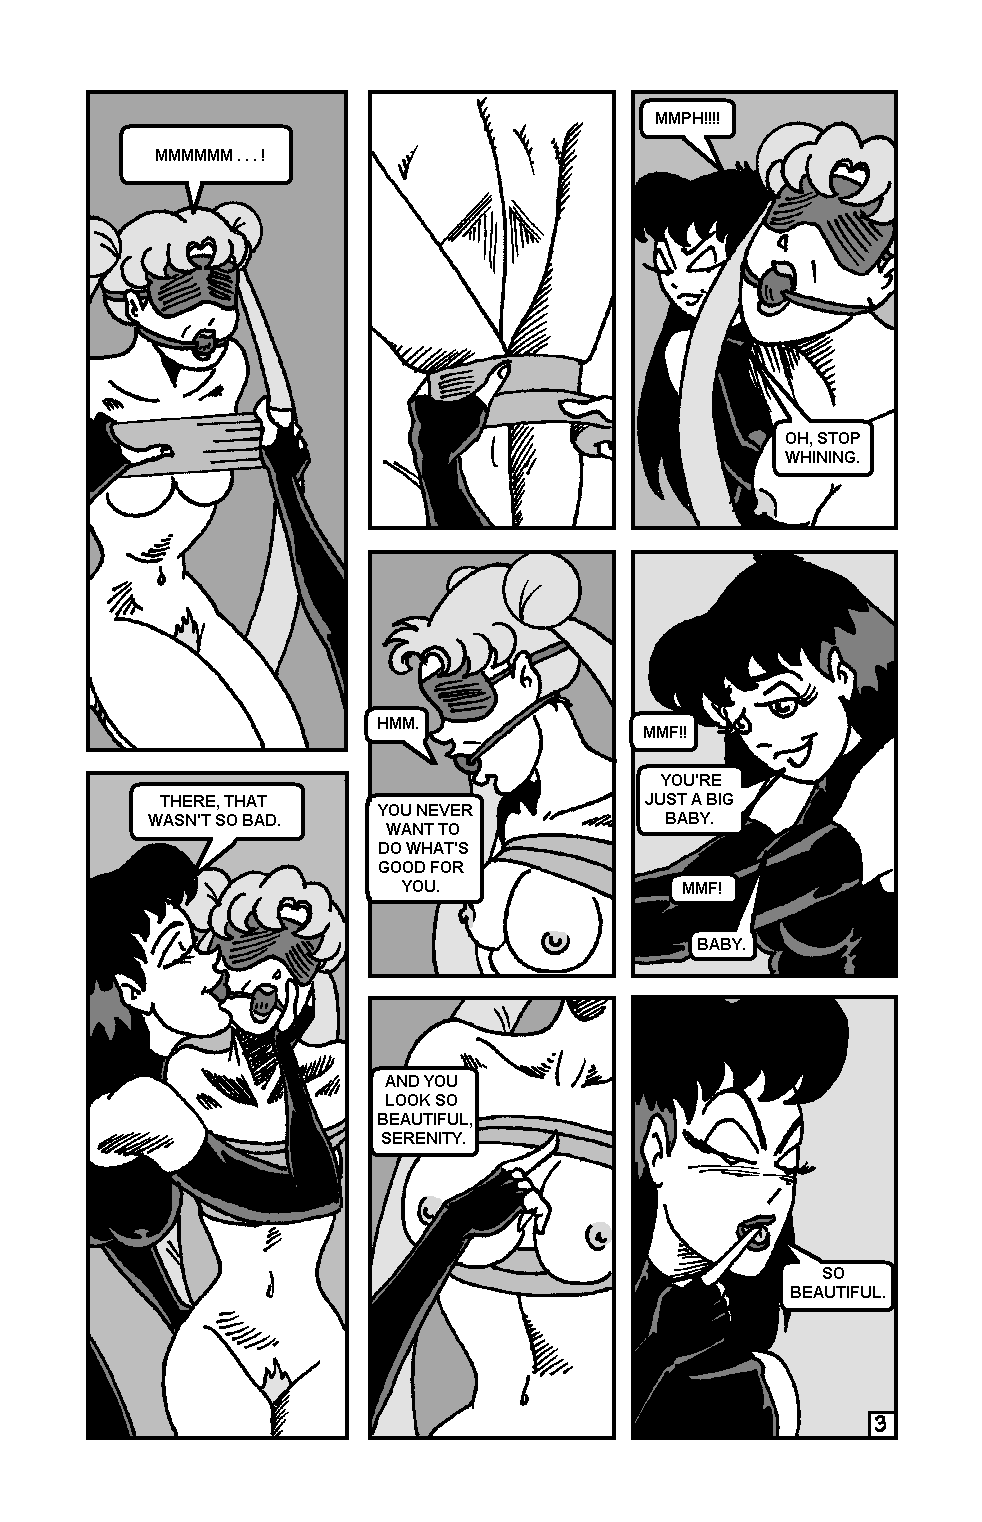 MMMMMM . . . !
MMPH!!!!
OH, STOP
WHINING.
HMM.
YOU NEVER
WANT TO
DO WHAT'S
GOOD FOR
YOU.
MMF!!
YOU'RE
JUST A BIG
BABY.
MMF!
BABY.
THERE, THAT
WASN'T SO BAD.
AND YOU
LOOK SO
BEAUTIFUL,
SERENITY.
SO
BEAUTIFUL.
3